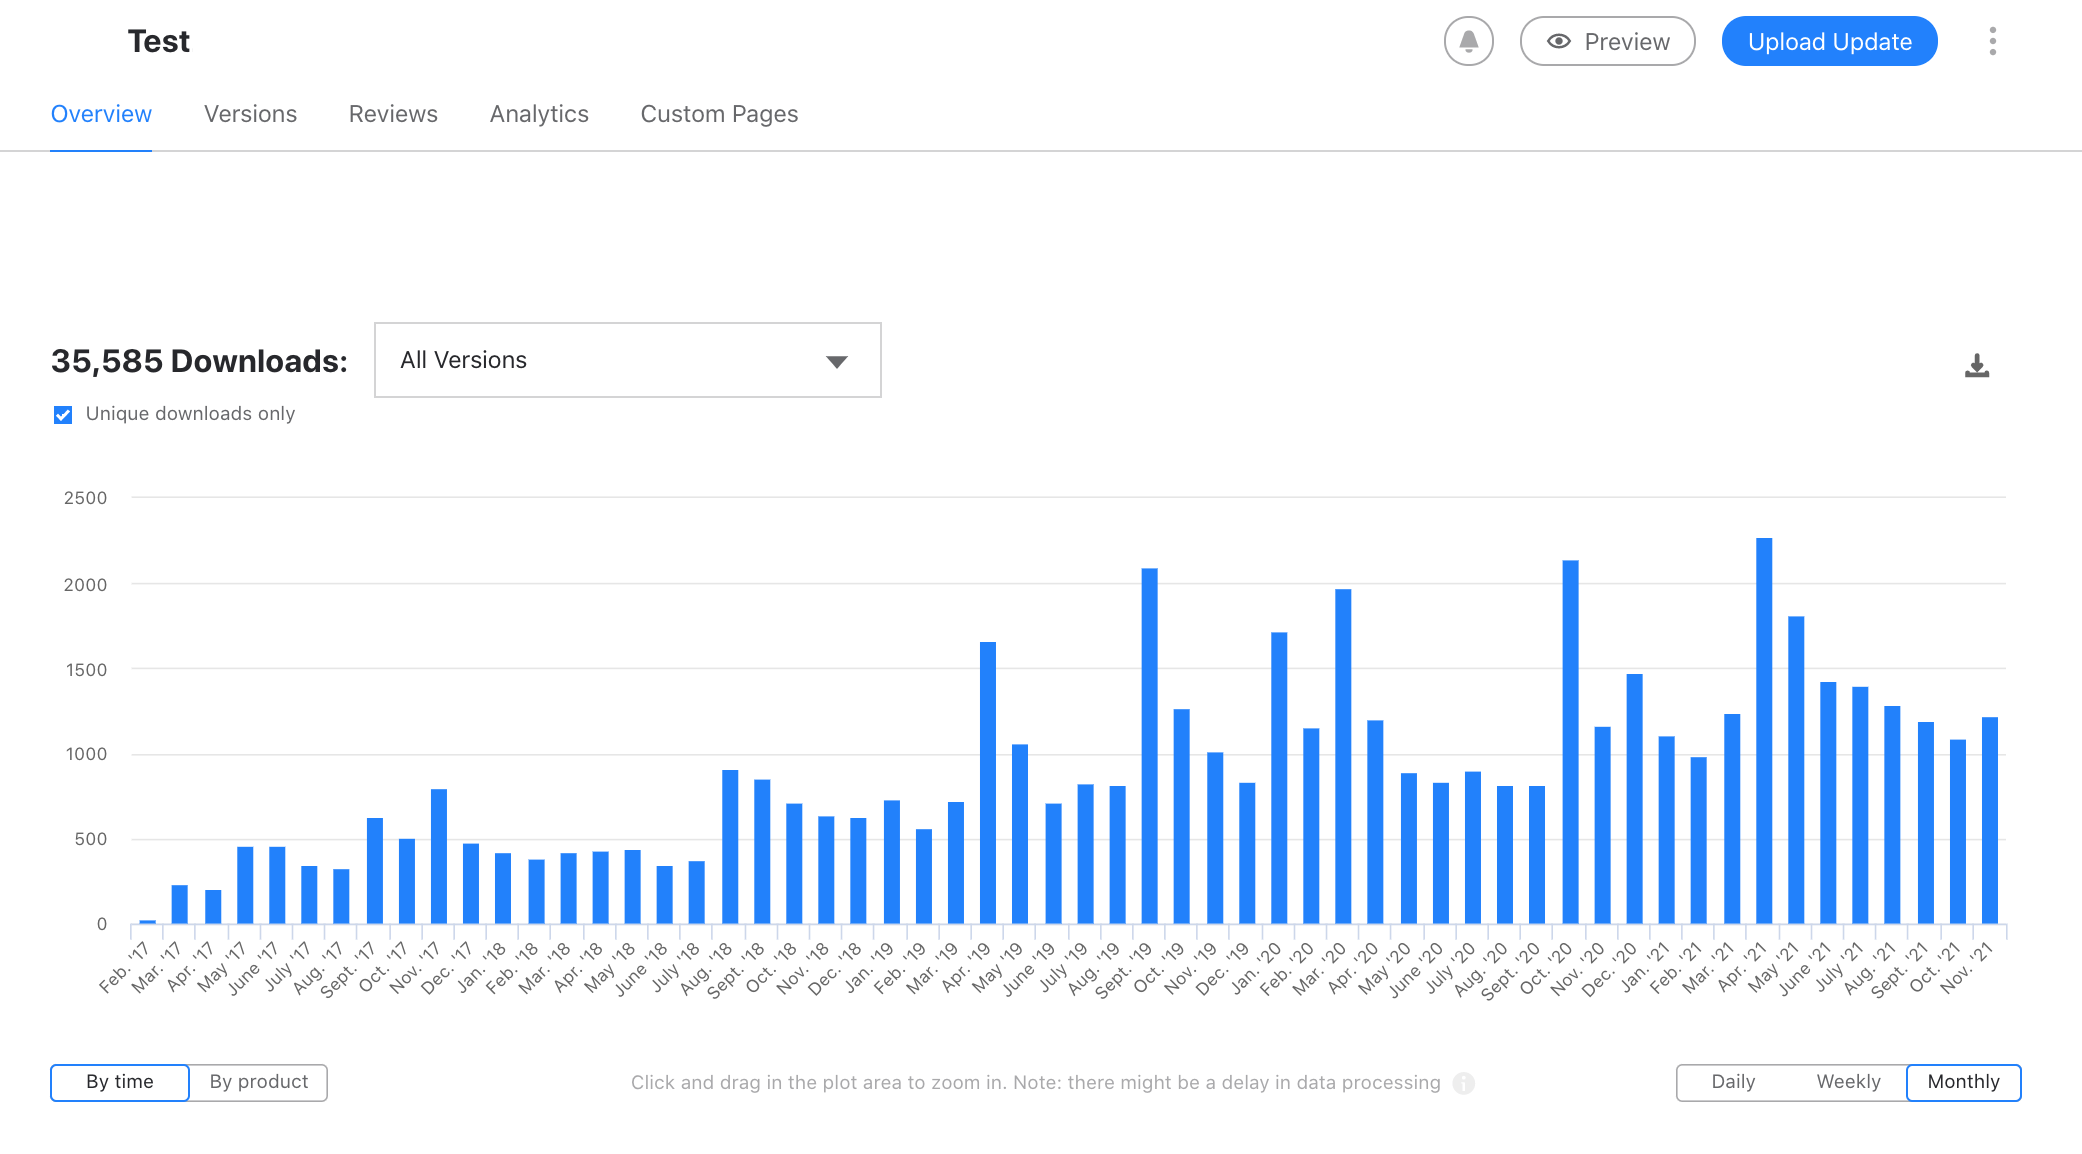 Test
Preview
Upload Update
Overview
Versions
Reviews
Analytics
Custom Pages
35,585 Downloads:
All Versions
Unique downloads only
2500
2000
1500
1000
500
0
Feb. '17
Mar. '17
Apr. '17
May '17
June '17
July '17
Aug. '17
Sept. '17
Oct. '17
Nov. '17
Dec. '17
Jan. '18
Feb. '18
Mar. '18
Apr. '18
May '18
June '18
July '18
Aug. '18
Sept. '18
Oct. '18
Nov. '18
Dec. '18
Jan. '19
Feb. '19
Mar. '19
Apr. '19
May '19
June '19
July '19
Aug. '19
Sept. '19
Oct. '19
Nov. '19
Dec. '19
Jan. '20
Feb. '20
Mar. '20
Apr. '20
May '20
June '20
July '20
Aug. '20
Sept. '20
Oct. '20
Nov. '20
Dec. '20
Jan. '21
Feb. '21
Mar. '21
Apr. '21
May '21
June '21
July '21
Aug. '21
Sept. '21
Oct. '21
Nov. '21
By time
By product
Click and drag in the plot area to zoom in. Note: there might be a delay in data processing
Daily
Weekly
Monthly